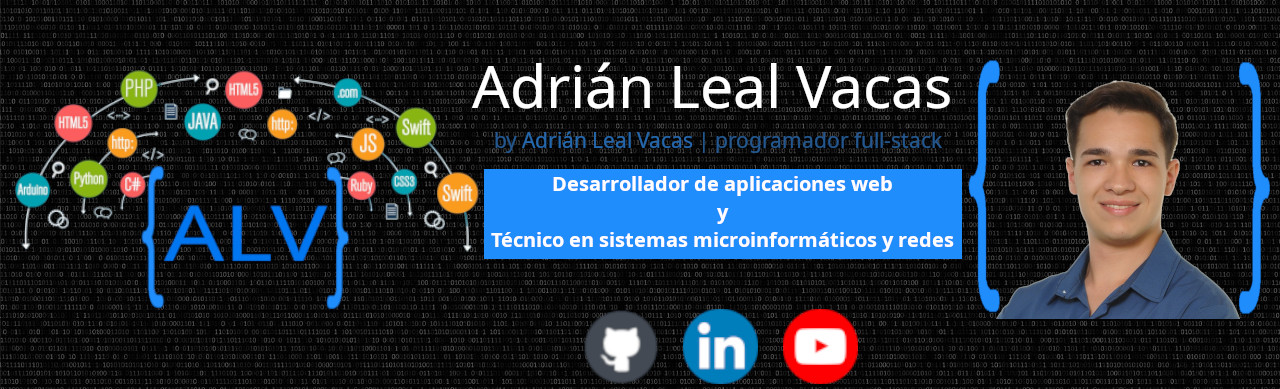 Adrián Leal Vacas
by Adrián Leal Vacas | programador full-stack
Desarrollador de aplicaciones web
y
Técnico en sistemas microinformáticos y redes
PHP
HTML5
.com
HTML5
JAVA
http:
Swift
http:
JS
Arduino
Python
C#
Ruby
CSS3
Swift
</>
</>
<-->
<-->
{ALV}
in
{ }